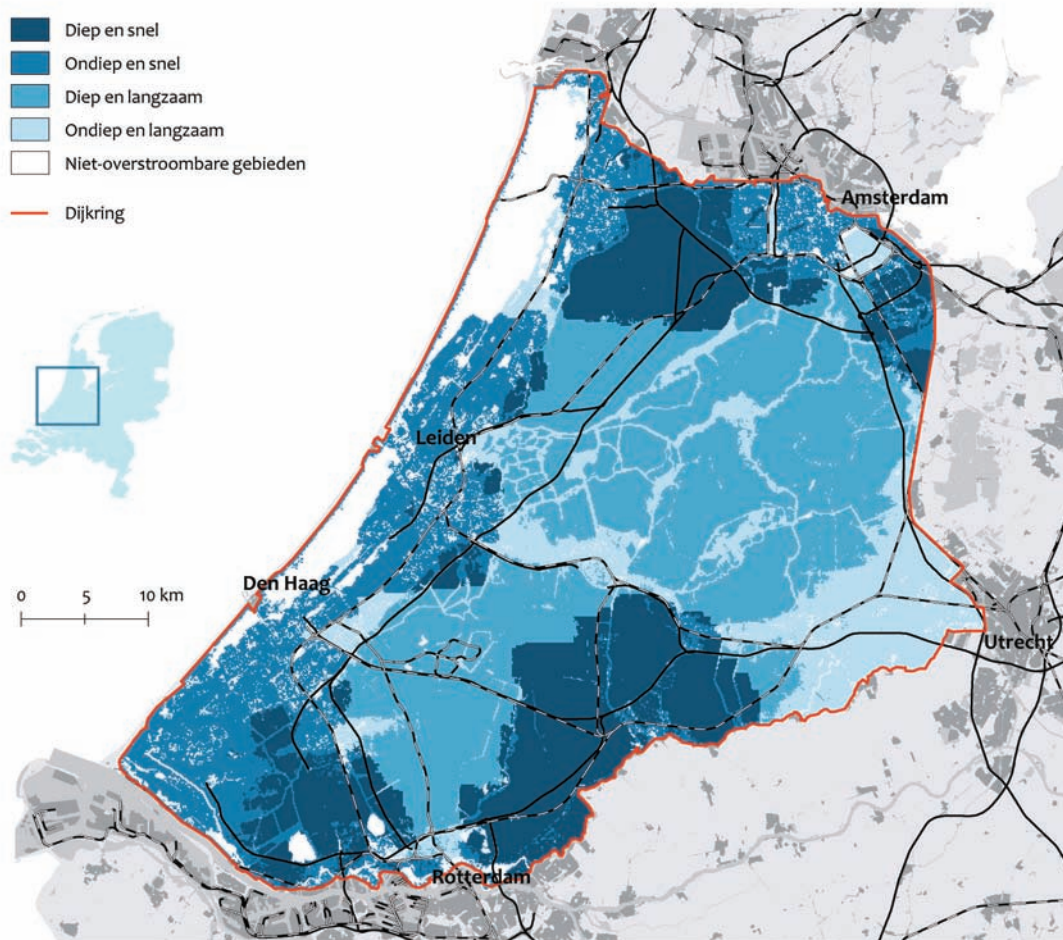 Diep en snel
Ondiep en snel
Diep en langzaam
Ondiep en langzaam
Niet-overstroombare gebieden
Dijkring
Amsterdam
Leiden
Den Haag
0 5 10 km
Utrecht
Rotterdam